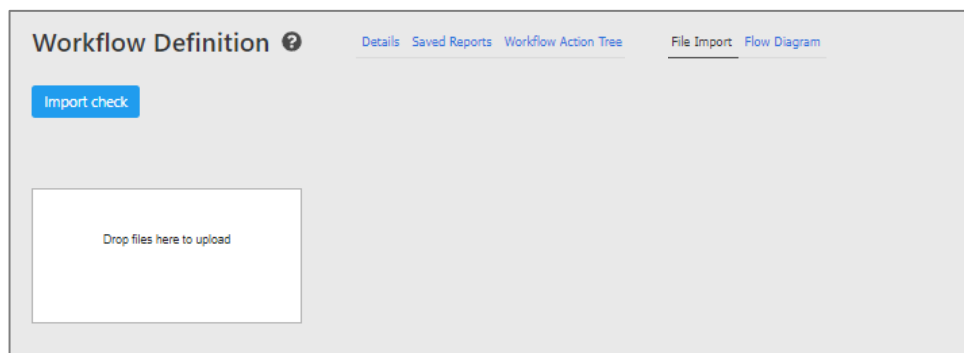 Workflow Definition ?
Details Saved Reports Workflow Action Tree File Import Flow Diagram
Import check
Drop files here to upload